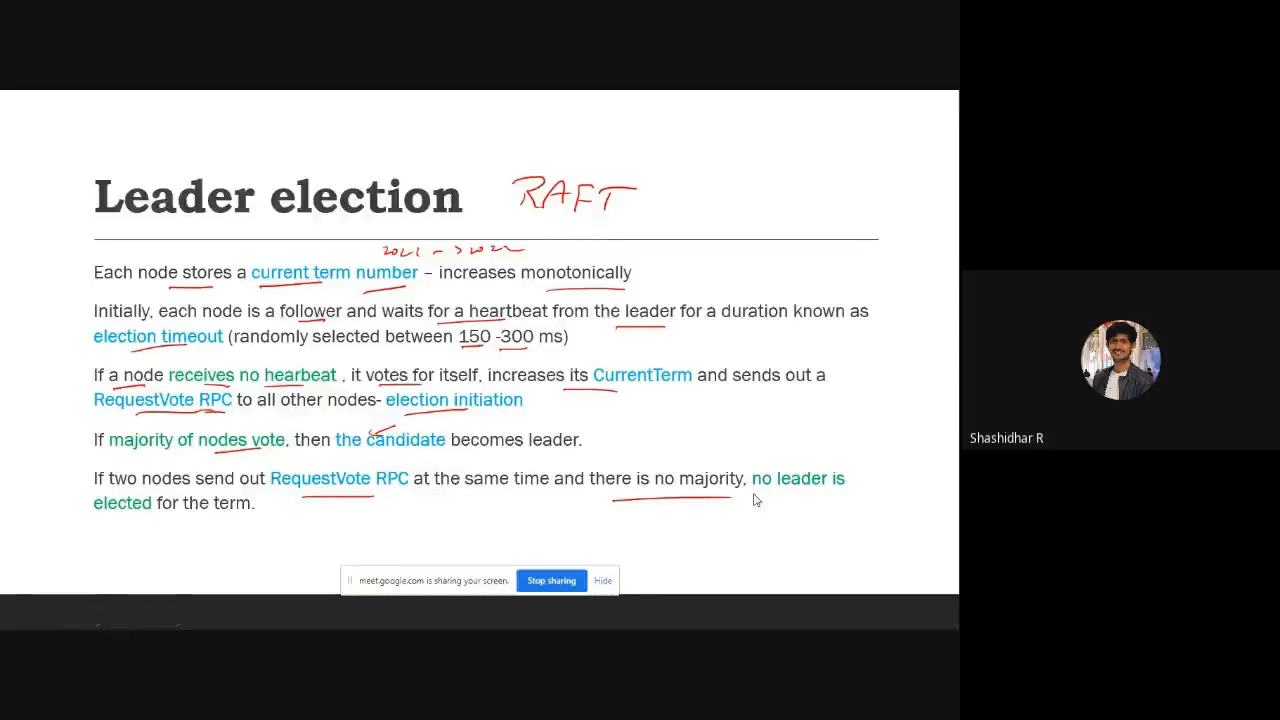 Leader election RAFT
2021 -> 2022
Each node stores a current term number – increases monotonically
Initially, each node is a follower and waits for a heartbeat from the leader for a duration known as
election timeout (randomly selected between 150 -300 ms)
If a node receives no hearbeat , it votes for itself, increases its CurrentTerm and sends out a
RequestVote RPC to all other nodes- election initiation
If majority of nodes vote, then the candidate becomes leader.
If two nodes send out RequestVote RPC at the same time and there is no majority, no leader is
elected for the term.
meet.google.com is sharing your screen. Stop sharing Hide
Shashidhar R